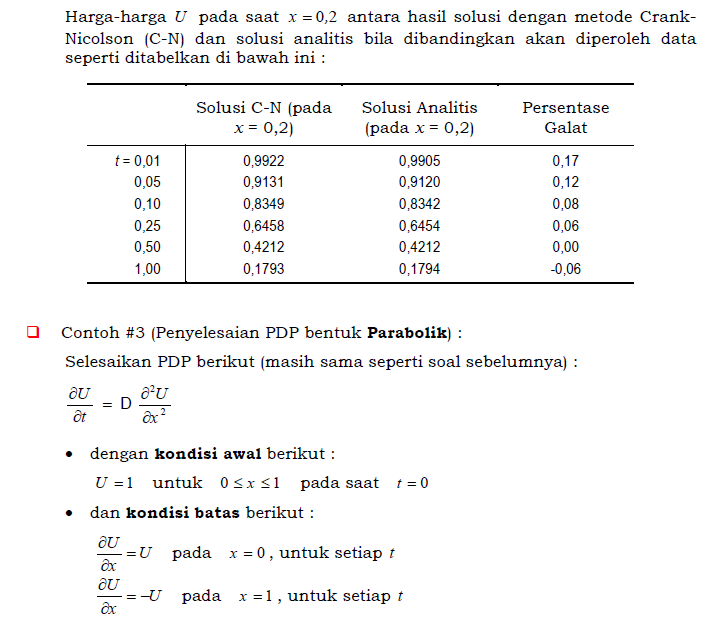 Harga-harga U pada saat x = 0,2 antara hasil solusi dengan metode Crank-
Nicolson (C-N) dan solusi analitis bila dibandingkan akan diperoleh data
seperti ditabelkan di bawah ini :
Solusi C-N (pada x = 0,2) Solusi Analitis (pada x = 0,2) Persentase Galat
t = 0,01 0,9922 0,9905 0,17
0,05 0,9131 0,9120 0,12
0,10 0,8349 0,8342 0,08
0,25 0,6458 0,6454 0,06
0,50 0,4212 0,4212 0,00
1,00 0,1793 0,1794 -0,06
❑ Contoh #3 (Penyelesaian PDP bentuk Parabolik) :
Selesaikan PDP berikut (masih sama seperti soal sebelumnya) :
∂U/∂t = D ∂²U/∂x²
• dengan kondisi awal berikut :
U = 1 untuk 0 ≤ x ≤ 1 pada saat t = 0
• dan kondisi batas berikut :
∂U/∂x = U pada x = 0 , untuk setiap t
∂U/∂x = –U pada x = 1 , untuk setiap t